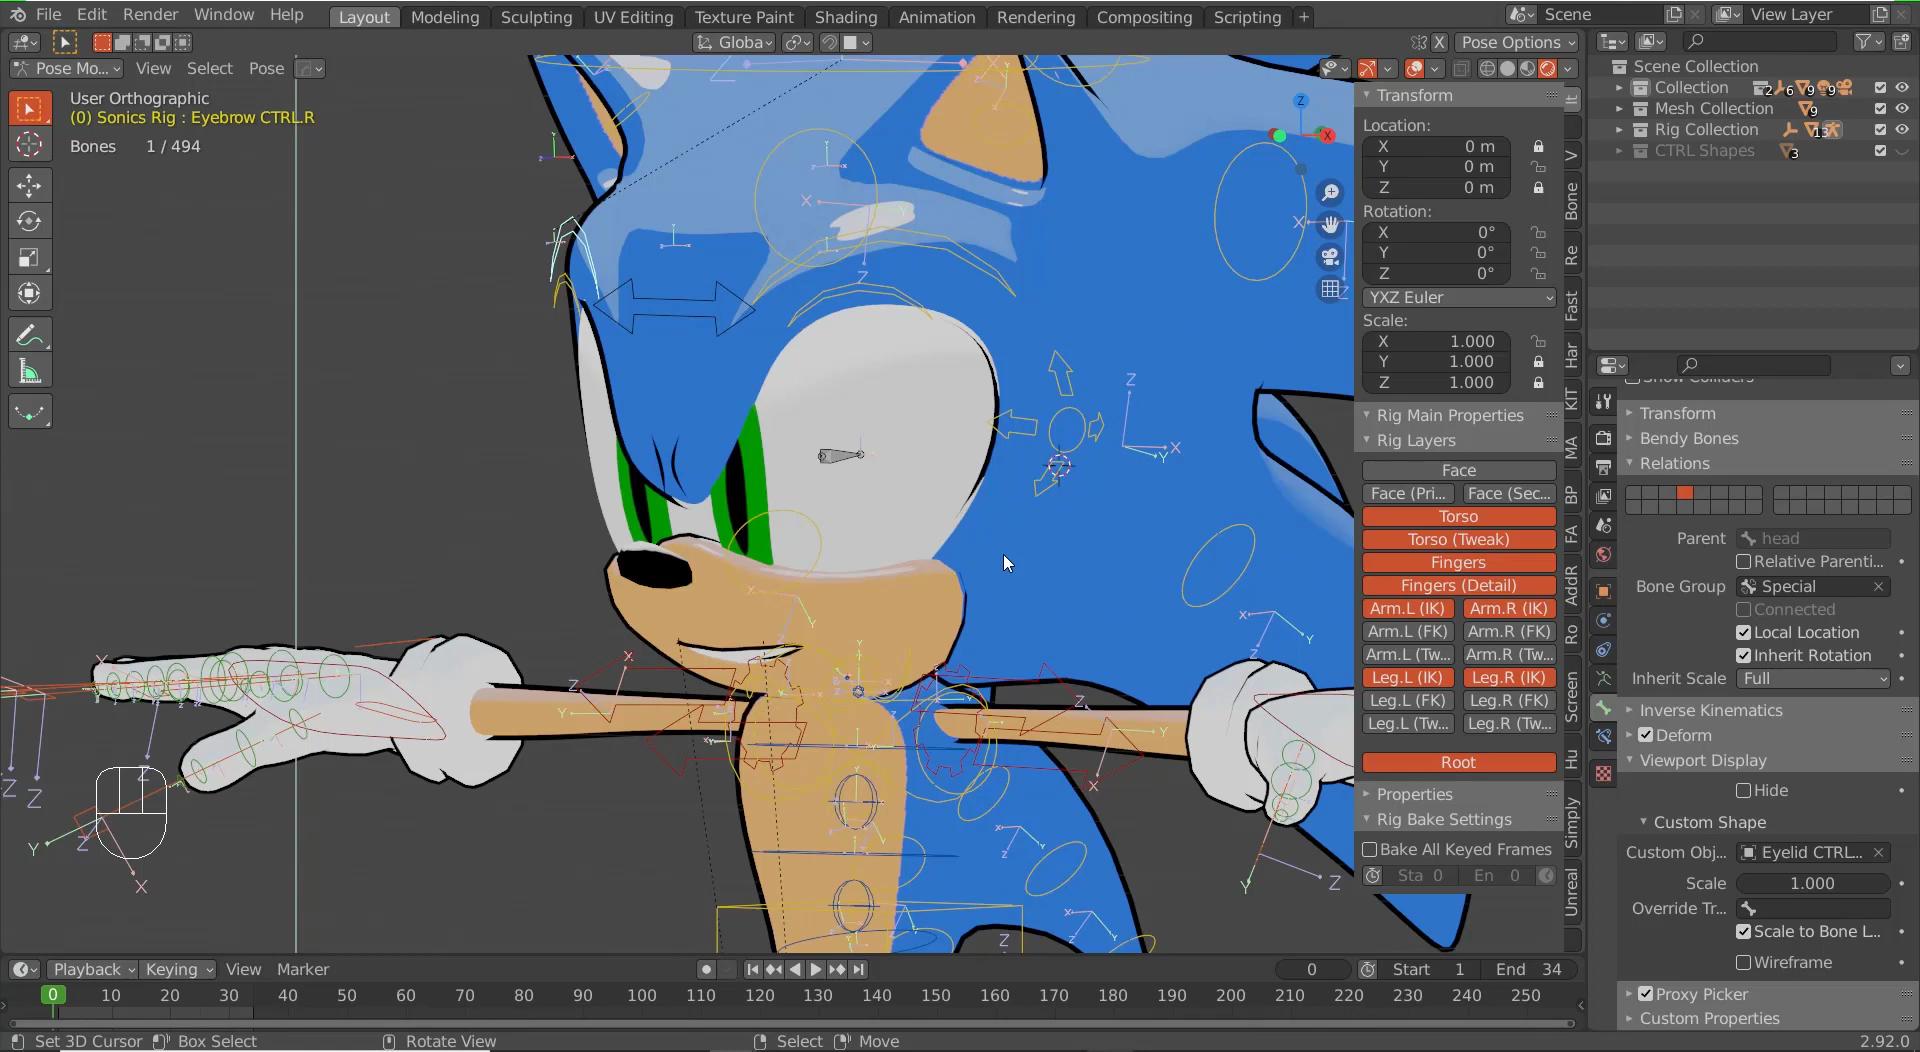 File Edit Render Window Help Layout Modeling Sculpting UV Editing Texture Paint Shading Animation Rendering Compositing Scripting + Scene View Layer
Globa X Pose Options
Pose Mo... View Select Pose
User Orthographic
(0) Sonics Rig : Eyebrow CTRL.R
Bones 1 / 494
Transform
Location:
X 0 m
Y 0 m
Z 0 m
Rotation:
X 0°
Y 0°
Z 0°
YXZ Euler
Scale:
X 1.000
Y 1.000
Z 1.000
Rig Main Properties
Rig Layers
Face
Face (Pri... Face (Sec...
Torso
Torso (Tweak)
Fingers
Fingers (Detail)
Arm.L (IK) Arm.R (IK)
Arm.L (FK) Arm.R (FK)
Arm.L (Tw... Arm.R (Tw...
Leg.L (IK) Leg.R (IK)
Leg.L (FK) Leg.R (FK)
Leg.L (Tw... Leg.R (Tw...
Root
Properties
Rig Bake Settings
Bake All Keyed Frames
Sta 0 En 0
It
V
Bone
Re
Fast
Har
KIT
MA
BP
FA
AddR
Ro
Screen
Hu
Simply
Unreal
Scene Collection
Collection 2 6 9 9
Mesh Collection 9
Rig Collection 13
CTRL Shapes 3
Transform
Bendy Bones
Relations
Parent head
Relative Parenti...
Bone Group Special
Connected
Local Location
Inherit Rotation
Inherit Scale Full
Inverse Kinematics
Deform
Viewport Display
Hide
Custom Shape
Custom Obj... Eyelid CTRL...
Scale 1.000
Override Tr...
Scale to Bone L...
Wireframe
Proxy Picker
Custom Properties
Playback Keying View Marker 0 Start 1 End 34
0 10 20 30 40 50 60 70 80 90 100 110 120 130 140 150 160 170 180 190 200 210 220 230 240 250
Set 3D Cursor Box Select Rotate View Select Move 2.92.0